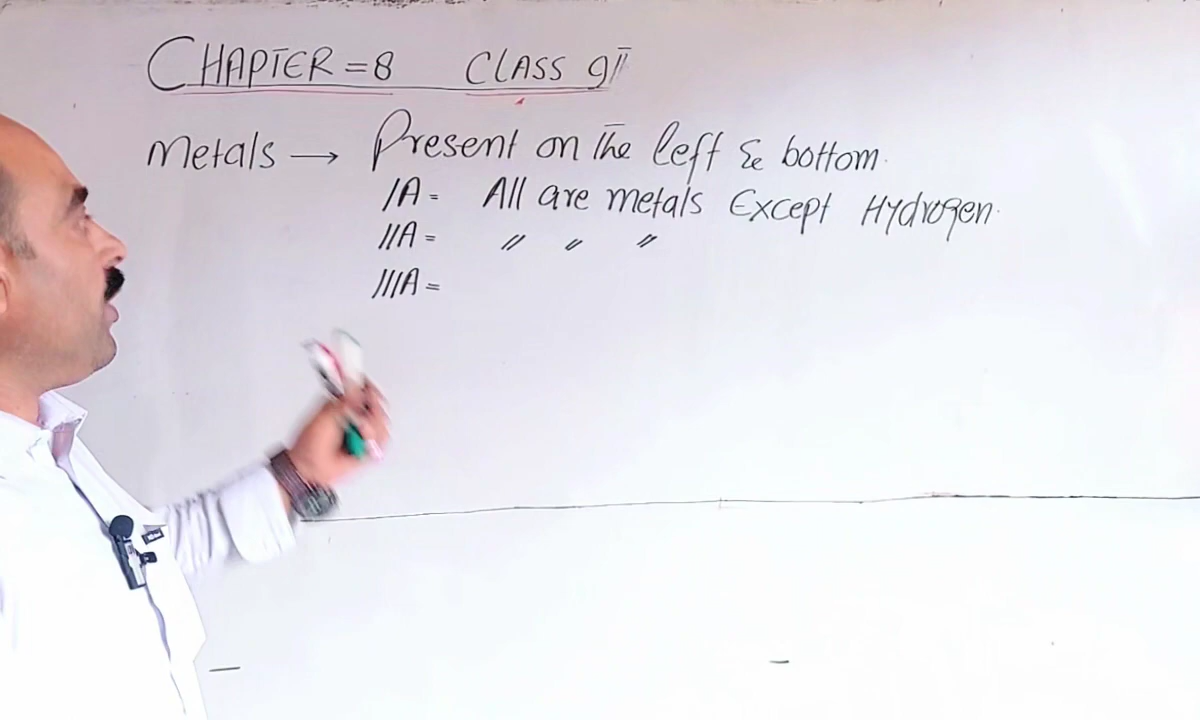 CHAPTER = 8 CLASS 9th
Metals → Present on the left & bottom.
IA = All are metals Except Hydrogen.
IIA = " " "
IIIA =